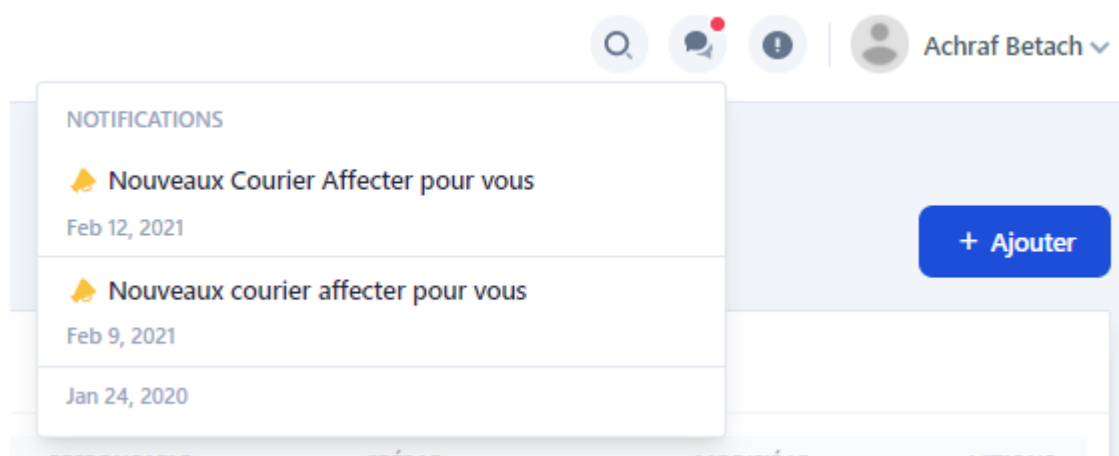 Achraf Betach
NOTIFICATIONS
Nouveaux Courier Affecter pour vous
Feb 12, 2021
+ Ajouter
Nouveaux courier affecter pour vous
Feb 9, 2021
Jan 24, 2020